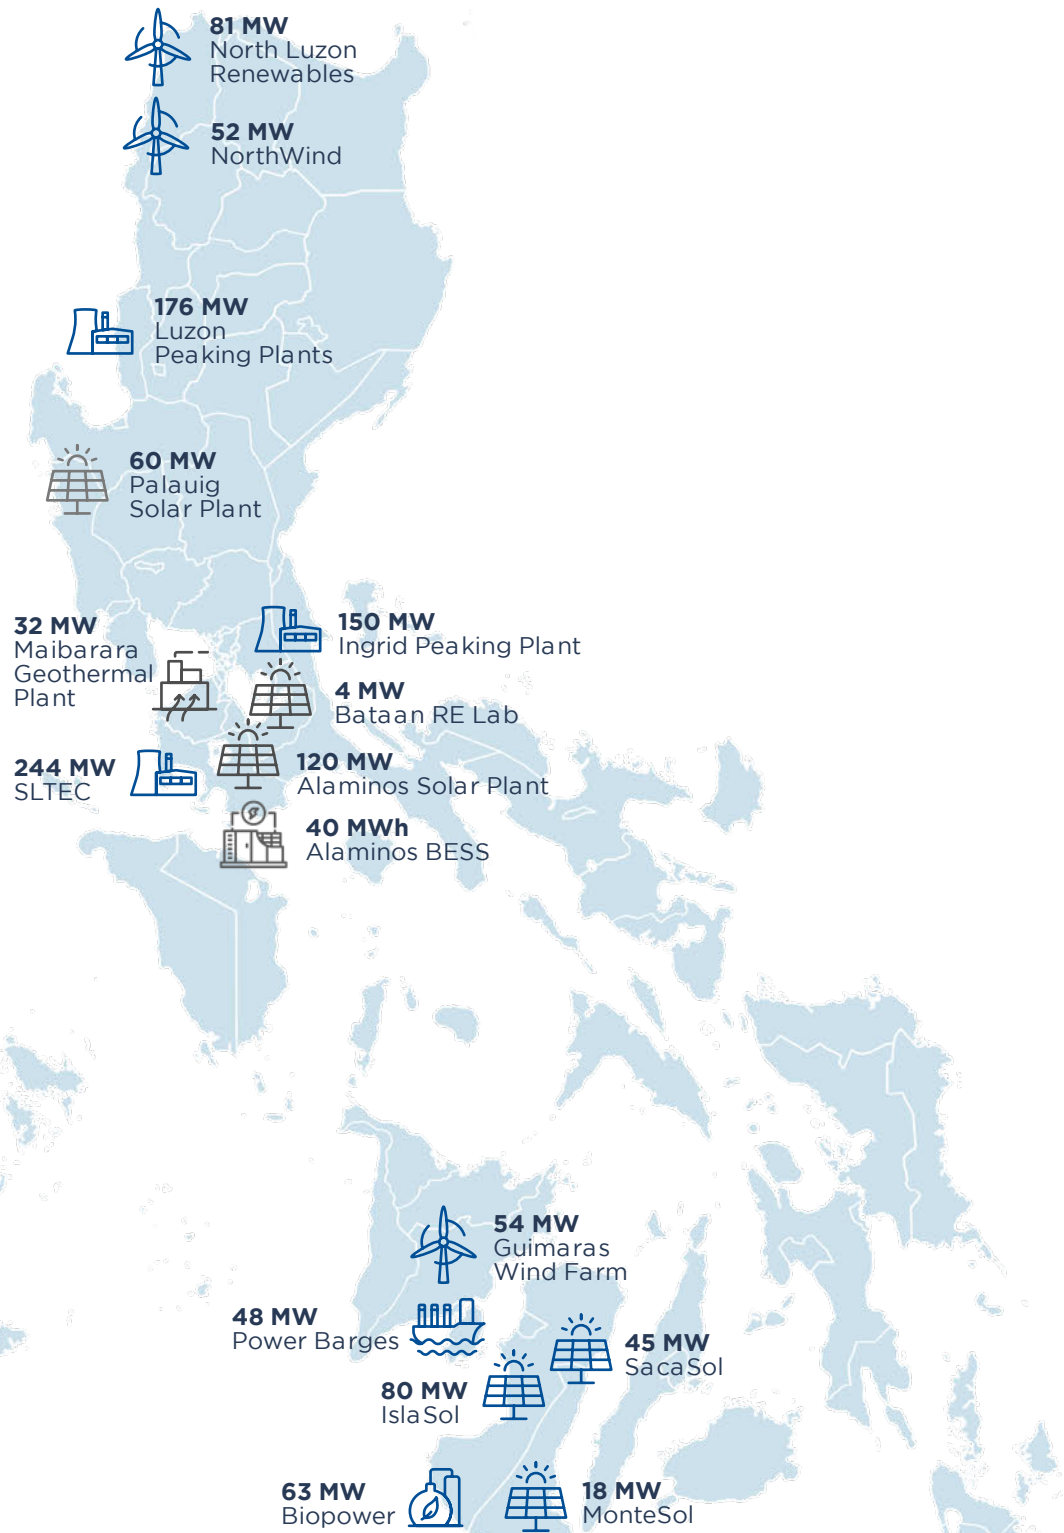 81 MW
North Luzon
Renewables
52 MW
NorthWind
176 MW
Luzon
Peaking Plants
60 MW
Palauig
Solar Plant
32 MW
Maibarara
Geothermal
Plant
150 MW
Ingrid Peaking Plant
4 MW
Bataan RE Lab
244 MW
SLTEC
120 MW
Alaminos Solar Plant
40 MWh
Alaminos BESS
54 MW
Guimaras
Wind Farm
48 MW
Power Barges
45 MW
SacaSol
80 MW
IslaSol
63 MW
Biopower
18 MW
MonteSol